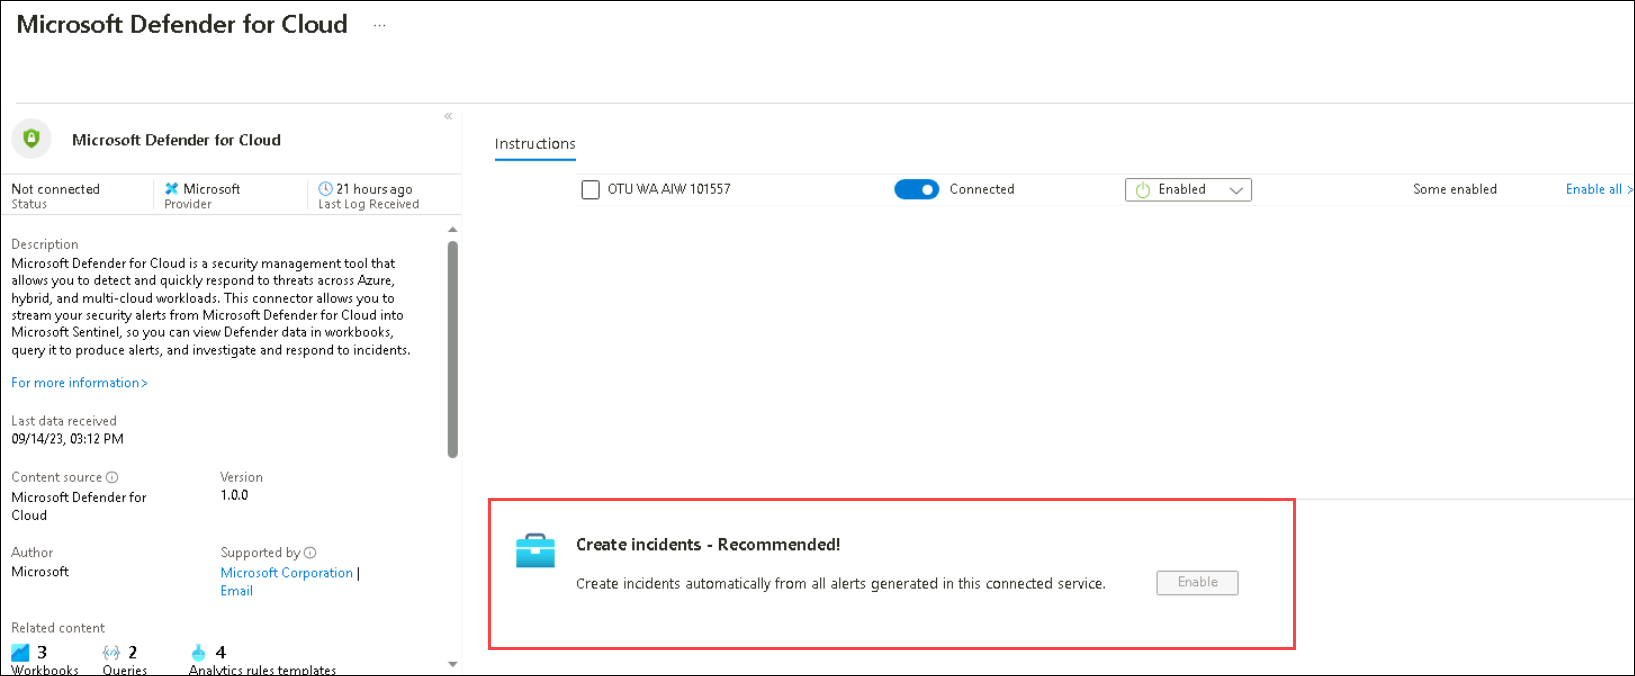 Microsoft Defender for Cloud ...
«
Microsoft Defender for Cloud
Not connected
Status
Microsoft
Provider
21 hours ago
Last Log Received
Description
Microsoft Defender for Cloud is a security management tool that
allows you to detect and quickly respond to threats across Azure,
hybrid, and multi-cloud workloads. This connector allows you to
stream your security alerts from Microsoft Defender for Cloud into
Microsoft Sentinel, so you can view Defender data in workbooks,
query it to produce alerts, and investigate and respond to incidents.
For more information>
Last data received
09/14/23, 03:12 PM
Content source
Microsoft Defender for
Cloud
Version
1.0.0
Author
Microsoft
Supported by
Microsoft Corporation |
Email
Related content
3
Workbooks
2
Queries
4
Analytics rules templates
Instructions
OTU WA AIW 101557 Connected Enabled Some enabled Enable all >
Create incidents - Recommended!
Create incidents automatically from all alerts generated in this connected service. Enable